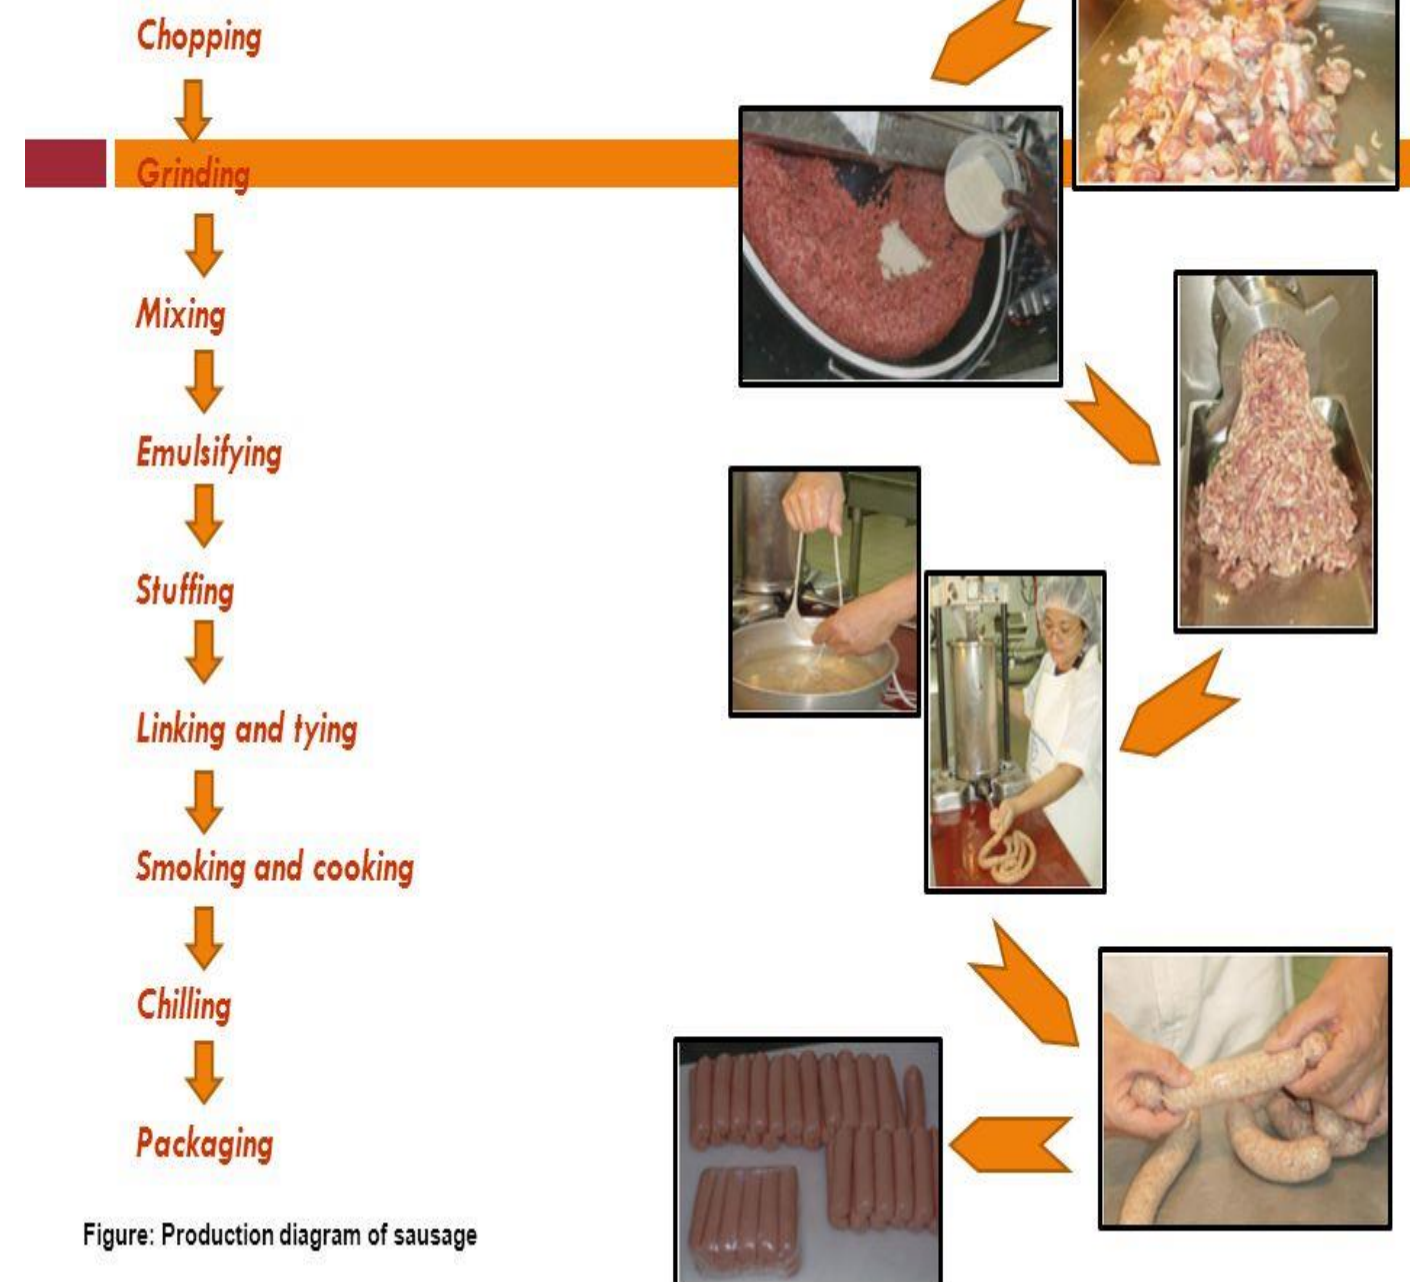 Chopping
Grinding
Mixing
Emulsifying
Stuffing
Linking and tying
Smoking and cooking
Chilling
Packaging
Figure: Production diagram of sausage